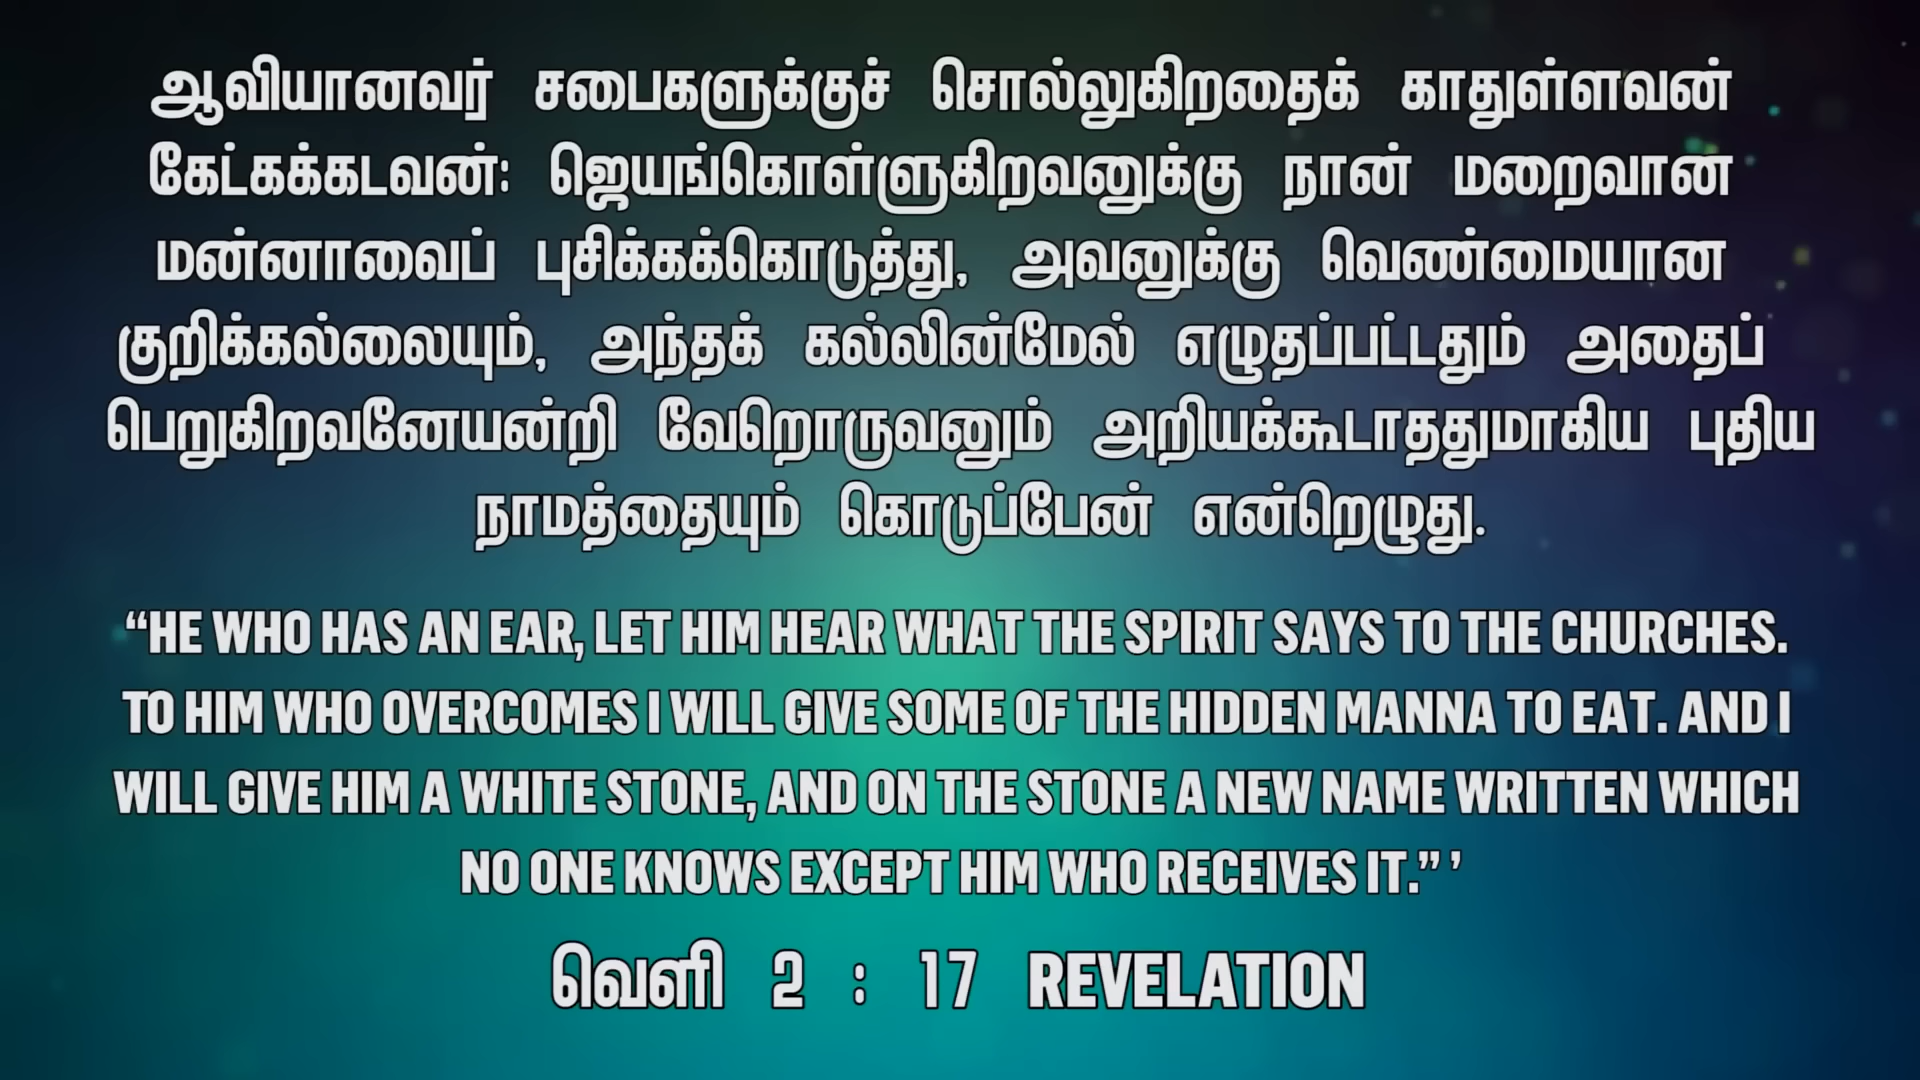 ஆவியானவர் சபைகளுக்குச் சொல்லுகிறதைக் காதுள்ளவன்
கேட்கக்கடவன்: ஜெயங்கொள்ளுகிறவனுக்கு நான் மறைவான
மன்னாவைப் புசிக்கக்கொடுத்து, அவனுக்கு வெண்மையான
குறிக்கல்லையும், அந்தக் கல்லின்மேல் எழுதப்பட்டதும் அதைப்
பெறுகிறவனேயன்றி வேறொருவனும் அறியக்கூடாததுமாகிய புதிய
நாமத்தையும் கொடுப்பேன் என்றெழுது.
“HE WHO HAS AN EAR, LET HIM HEAR WHAT THE SPIRIT SAYS TO THE CHURCHES.
TO HIM WHO OVERCOMES I WILL GIVE SOME OF THE HIDDEN MANNA TO EAT. AND I
WILL GIVE HIM A WHITE STONE, AND ON THE STONE A NEW NAME WRITTEN WHICH
NO ONE KNOWS EXCEPT HIM WHO RECEIVES IT.” ’
வெளி 2 : 17 REVELATION